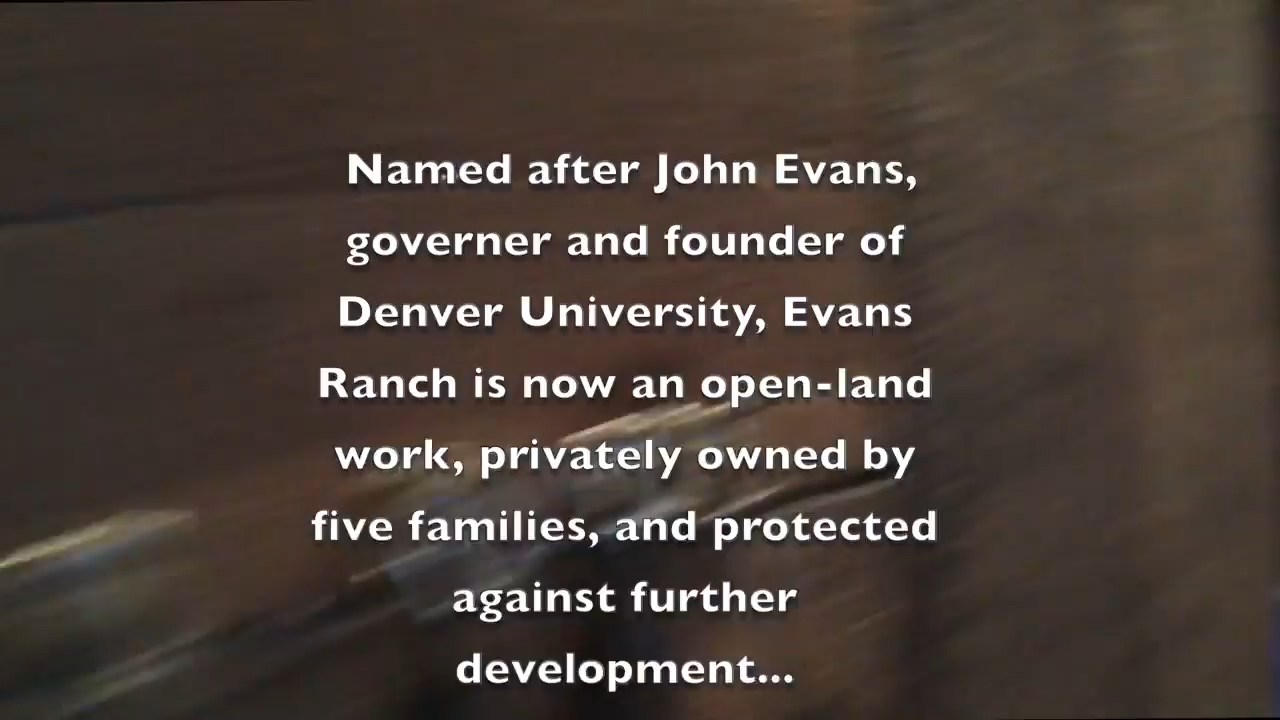 Named after John Evans,
governer and founder of
Denver University, Evans
Ranch is now an open-land
work, privately owned by
five families, and protected
against further
development...